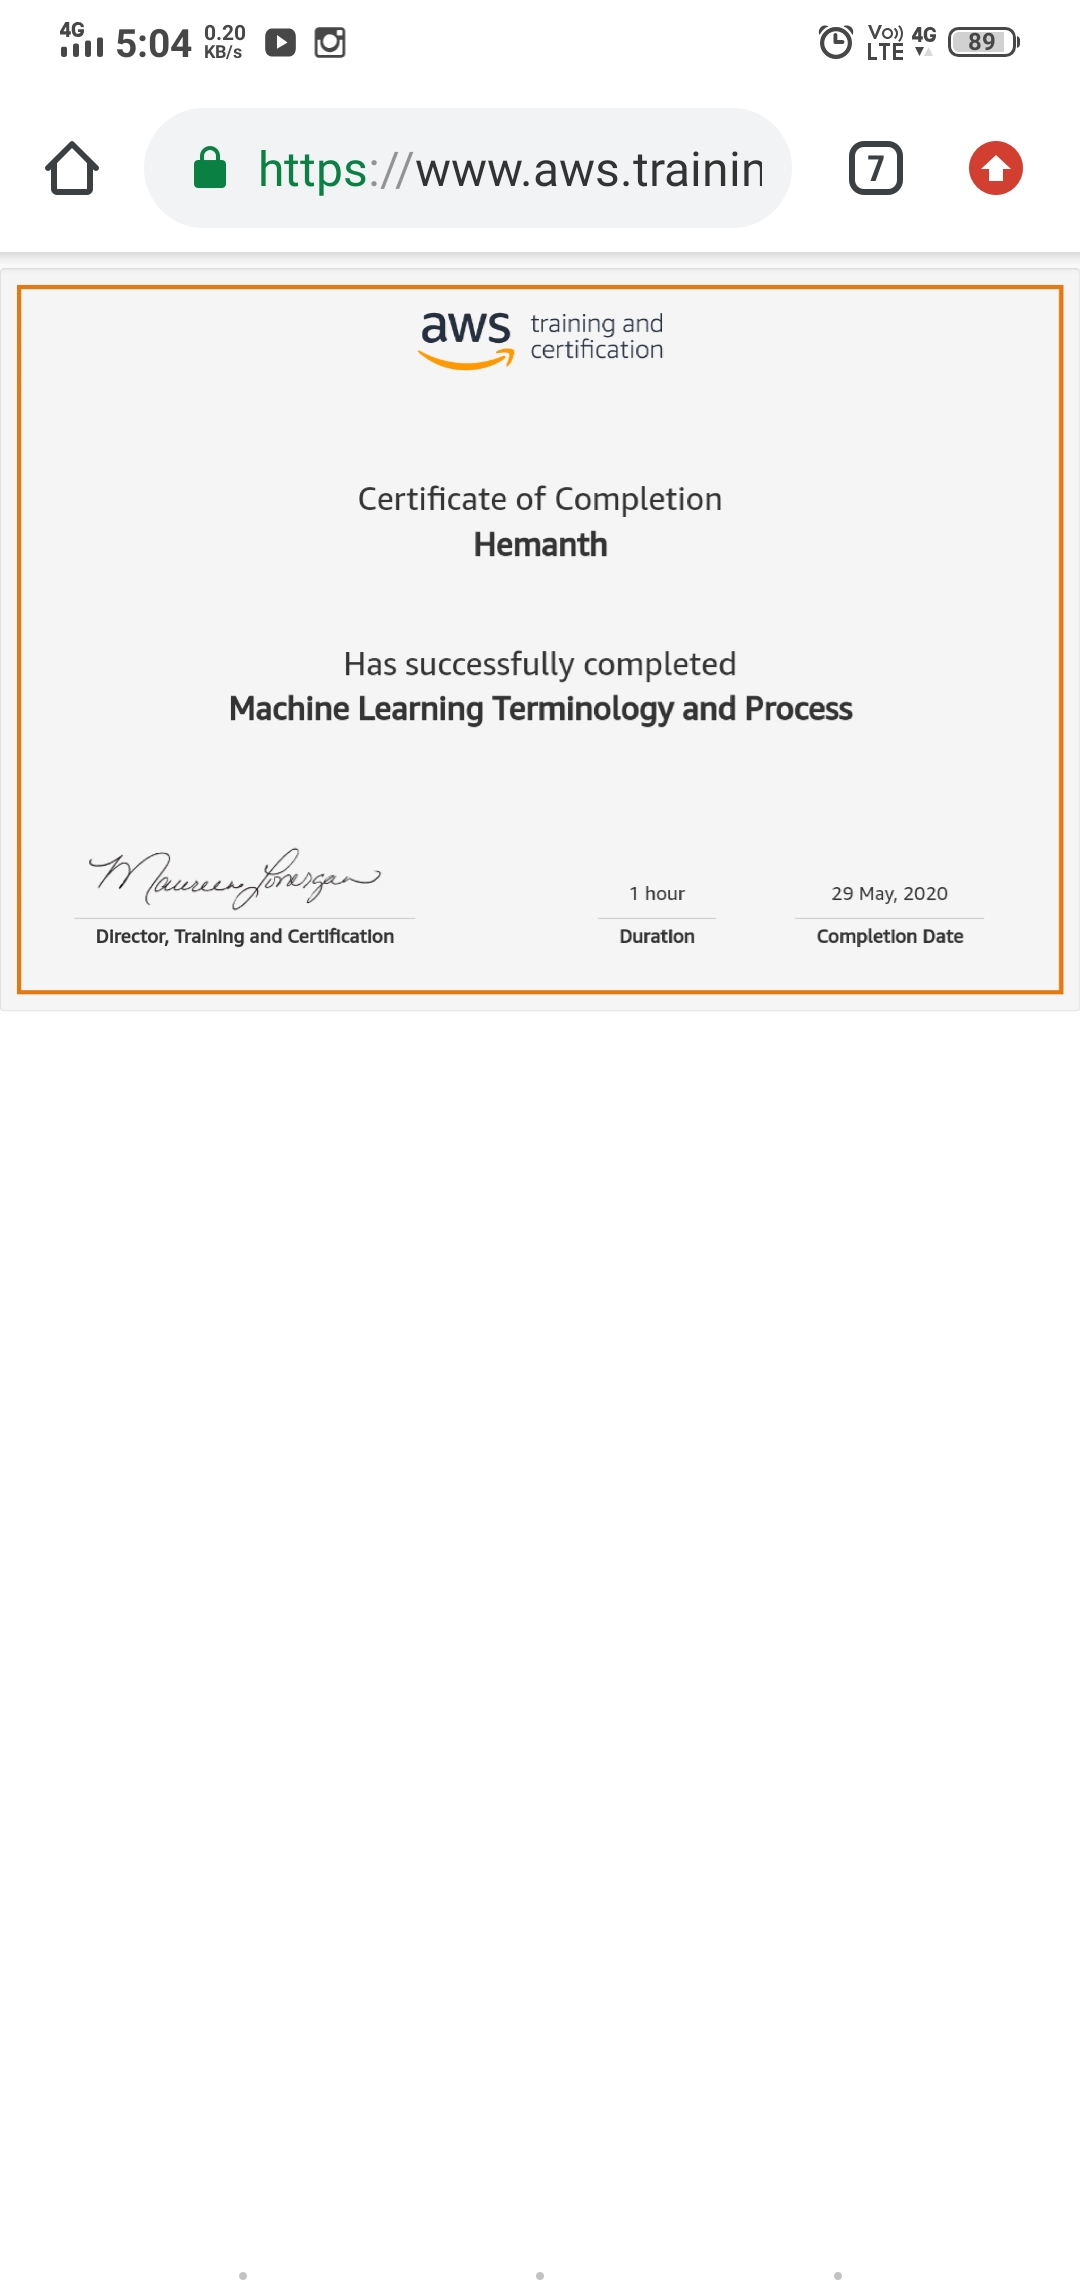 4G
5:04
0.20
KB/s
Vo))
LTE
4G
89
https://www.aws.trainin
7
aws training and
certification
Certificate of Completion
Hemanth
Has successfully completed
Machine Learning Terminology and Process
Maureen Lonergan
1 hour
29 May, 2020
Director, Training and Certification
Duration
Completion Date